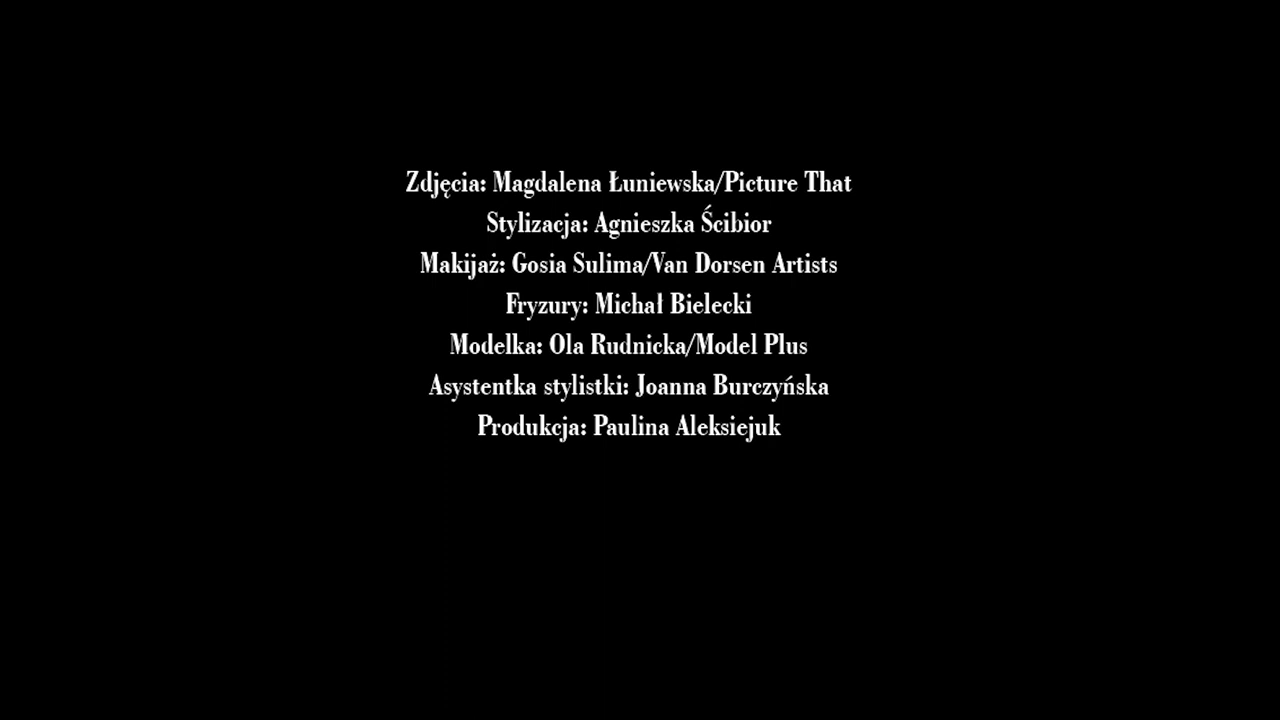 Zdjęcia: Magdalena Łuniewska/Picture That
Stylizacja: Agnieszka Ścibior
Makijaż: Gosia Sulima/Van Dorsen Artists
Fryzury: Michał Bielecki
Modelka: Ola Rudnicka/Model Plus
Asystentka stylistki: Joanna Burczyńska
Produkcja: Paulina Aleksiejuk